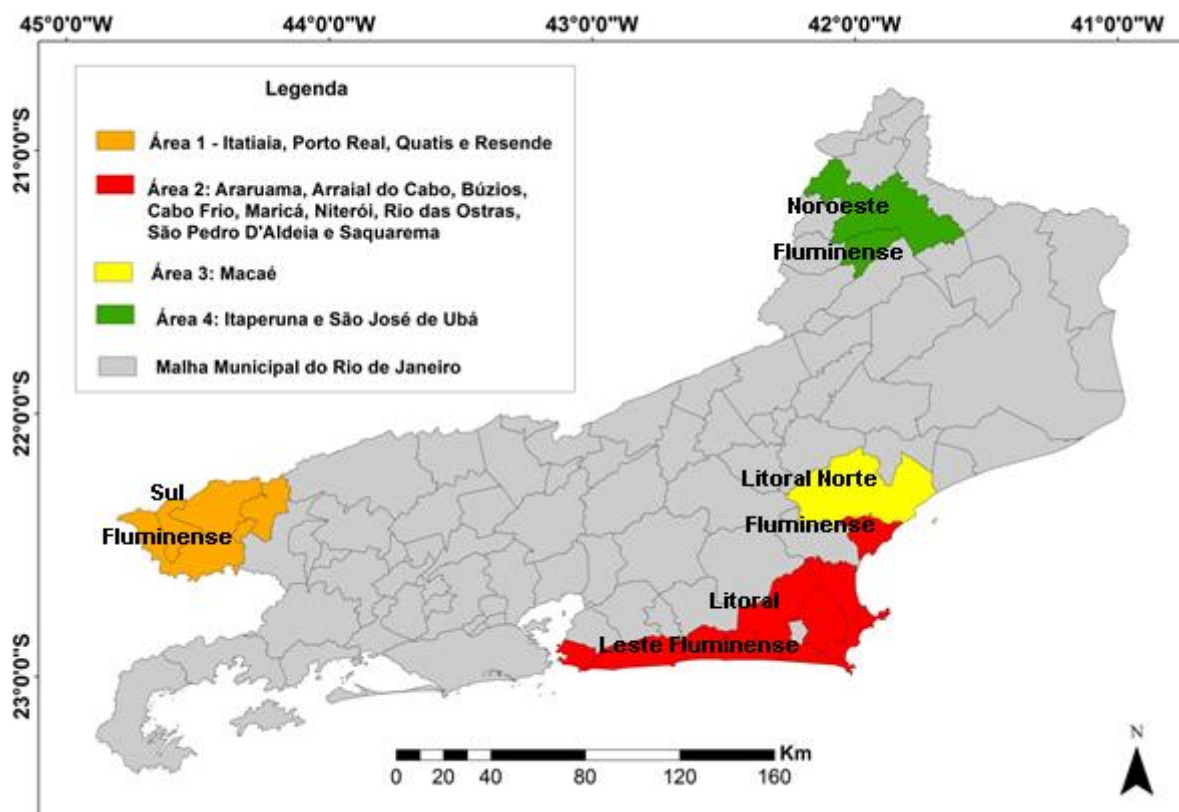 45°0'0"W 44°0'0"W 43°0'0"W 42°0'0"W 41°0'0"W
21°0'0"S
22°0'0"S
23°0'0"S
Legenda
Área 1 - Itatiaia, Porto Real, Quatis e Resende
Área 2: Araruama, Arraial do Cabo, Búzios,
Cabo Frio, Maricá, Niterói, Rio das Ostras,
São Pedro D'Aldeia e Saquarema
Área 3: Macaé
Área 4: Itaperuna e São José de Ubá
Malha Municipal do Rio de Janeiro
Noroeste
Fluminense
Litoral Norte
Fluminense
Sul
Fluminense
Litoral
Leste Fluminense
Km
0 20 40 80 120 160
N